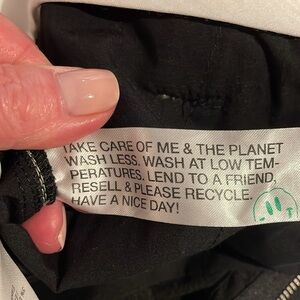 TAKE CARE OF ME & THE PLANET
WASH LESS. WASH AT LOW TEM-
PERATURES. LEND TO A FRIEND,
RESELL & PLEASE RECYCLE.
HAVE A NICE DAY!